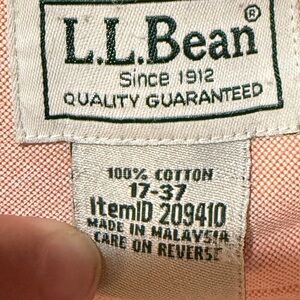 L.L.Bean®
Since 1912
QUALITY GUARANTEED
100% COTTON
17-37
ItemID 209410
MADE IN MALAYSIA
CARE ON REVERSE